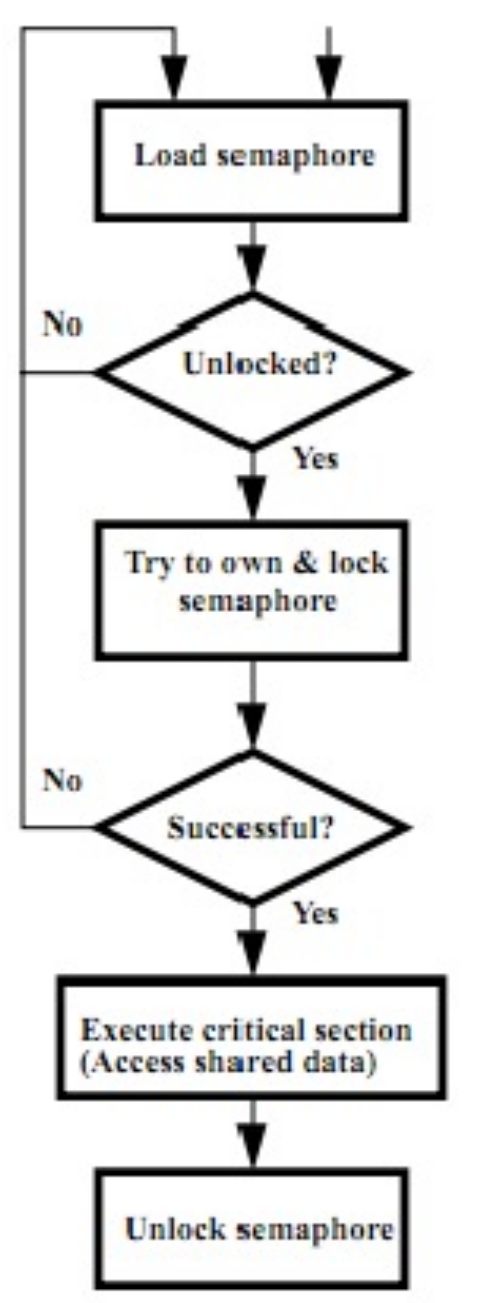 Load semaphore
No
Unlocked?
Yes
Try to own & lock
semaphore
No
Successful?
Yes
Execute critical section
(Access shared data)
Unlock semaphore